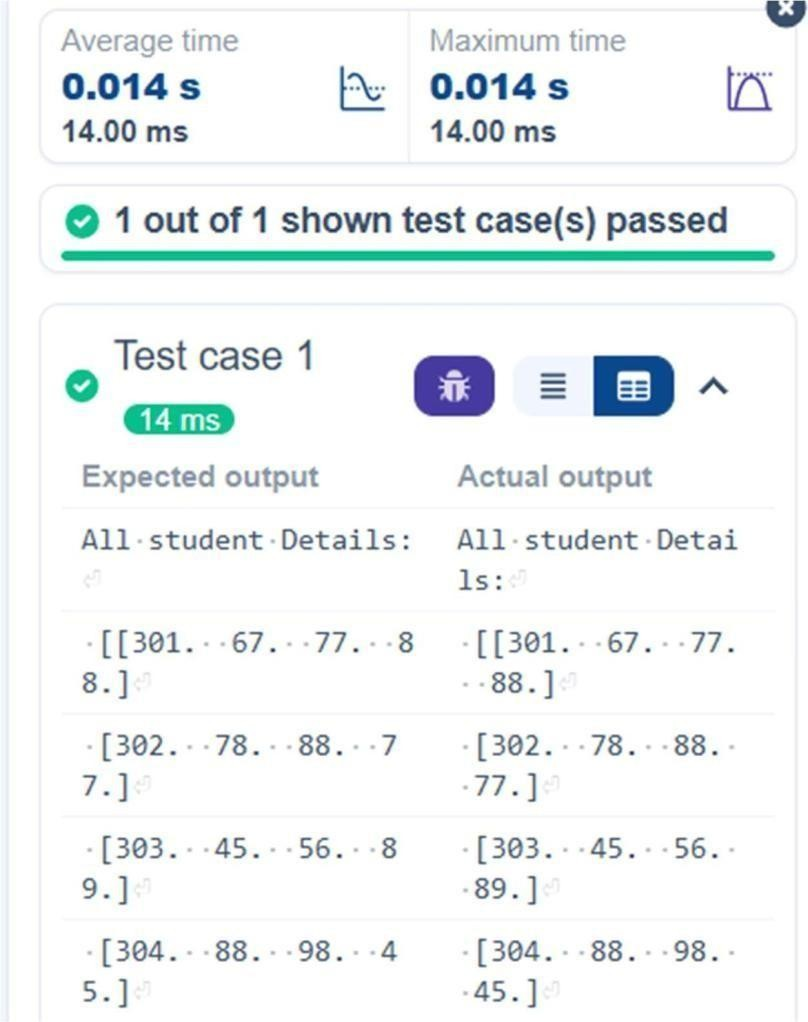 Average time
Maximum time
0.014 s
0.014 s
14.00 ms
14.00 ms
1 out of 1 shown test case(s) passed
Test case 1
14 ms
Expected output
Actual output
All·student·Details:⏎
All·student·Detai
ls:⏎
·[[301.··67.··77.··8
8.]⏎
·[[301.··67.··77.
··88.]⏎
·[302.··78.··88.··7
7.]⏎
·[302.··78.··88.·
·77.]⏎
·[303.··45.··56.··8
9.]⏎
·[303.··45.··56.·
·89.]⏎
·[304.··88.··98.··4
5.]⏎
·[304.··88.··98.·
·45.]⏎